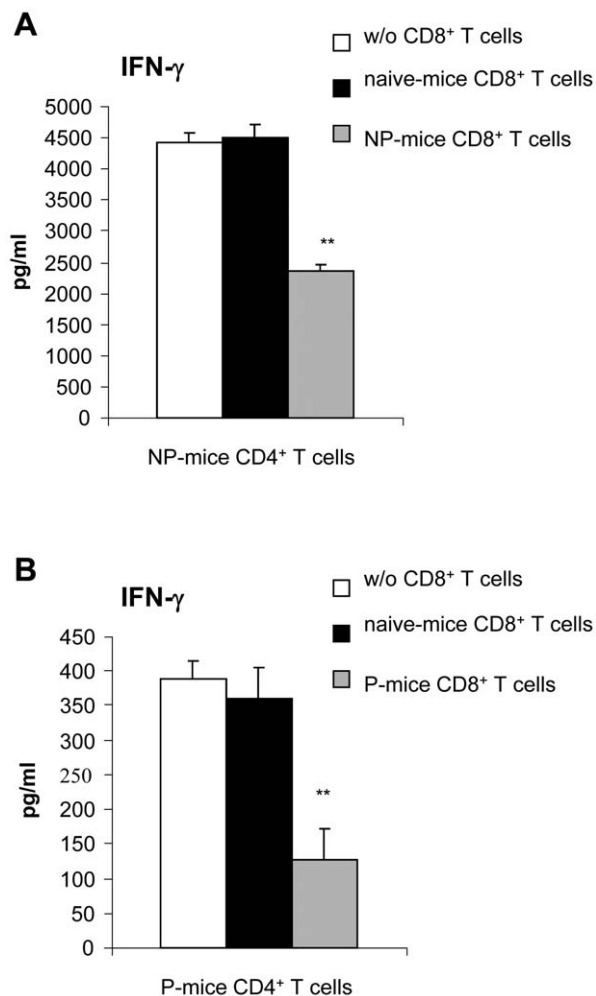 A
IFN-γ
w/o CD8⁺ T cells
naive-mice CD8⁺ T cells
NP-mice CD8⁺ T cells
pg/ml
5000
4500
4000
3500
3000
2500
2000
1500
1000
500
0
**
NP-mice CD4⁺ T cells
B
IFN-γ
w/o CD8⁺ T cells
naive-mice CD8⁺ T cells
P-mice CD8⁺ T cells
pg/ml
450
400
350
300
250
200
150
100
50
0
**
P-mice CD4⁺ T cells